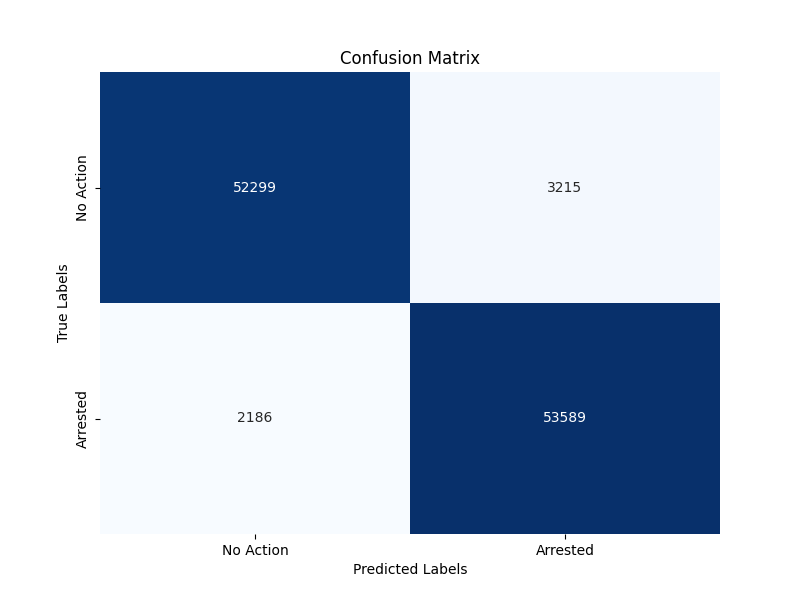 Confusion Matrix
True Labels
No Action
52299
3215
Arrested
2186
53589
No Action
Arrested
Predicted Labels